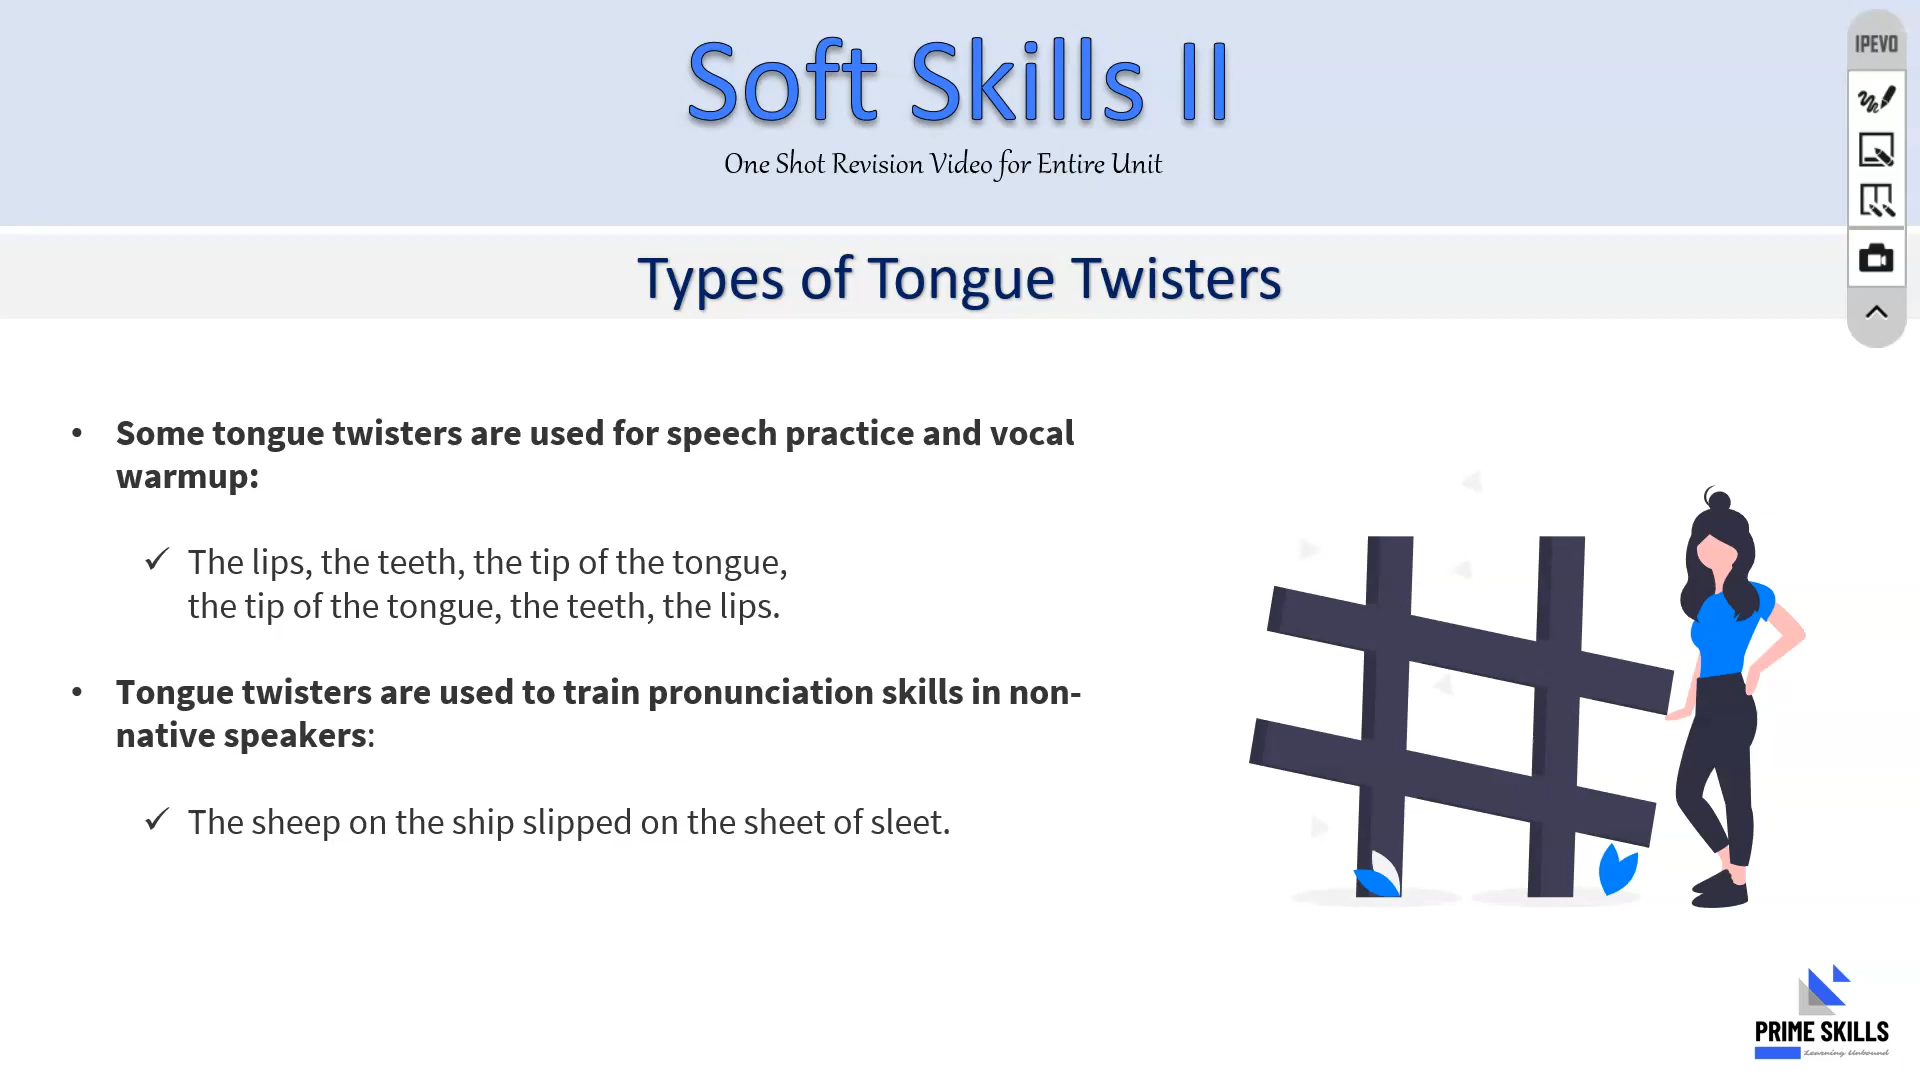 Soft Skills II
One Shot Revision Video for Entire Unit
IPEVO
Types of Tongue Twisters
• Some tongue twisters are used for speech practice and vocal
warmup:
✓ The lips, the teeth, the tip of the tongue,
the tip of the tongue, the teeth, the lips.
• Tongue twisters are used to train pronunciation skills in non-
native speakers:
✓ The sheep on the ship slipped on the sheet of sleet.
PRIME SKILLS
Learning Unbound